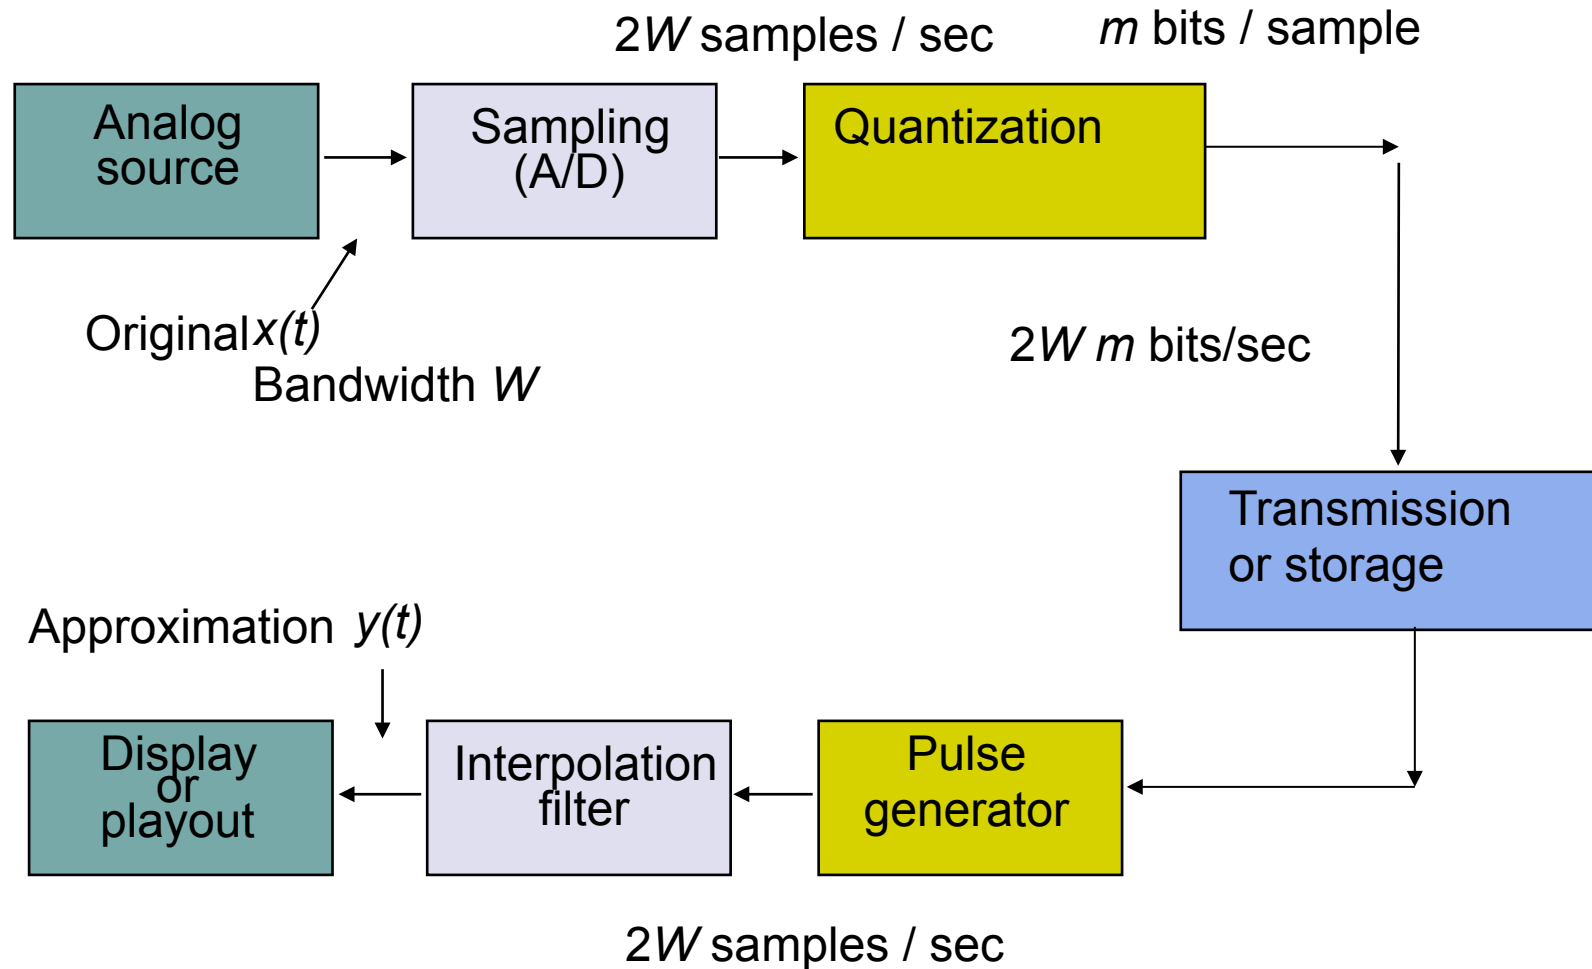 2W samples / sec
m bits / sample
Analog
source
Sampling
(A/D)
Quantization
Original x(t)
Bandwidth W
2W m bits/sec
Transmission
or storage
Approximation y(t)
Display
or
playout
Interpolation
filter
Pulse
generator
2W samples / sec